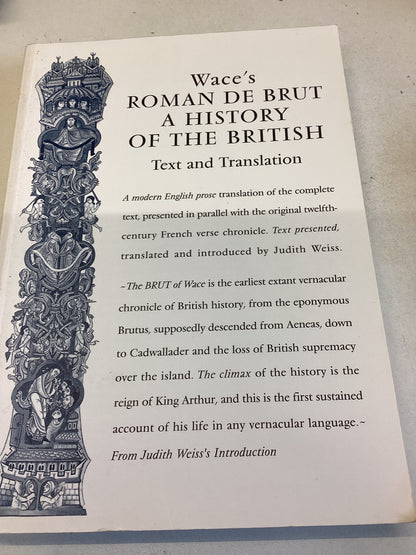 Wace's
ROMAN DE BRUT
A HISTORY
OF THE BRITISH
Text and Translation
A modern English prose translation of the complete
text, presented in parallel with the original twelfth-
century French verse chronicle. Text presented,
translated and introduced by Judith Weiss.
~The BRUT of Wace is the earliest extant vernacular
chronicle of British history, from the eponymous
Brutus, supposedly descended from Aeneas, down
to Cadwallader and the loss of British supremacy
over the island. The climax of the history is the
reign of King Arthur, and this is the first sustained
account of his life in any vernacular language.~
From Judith Weiss's Introduction